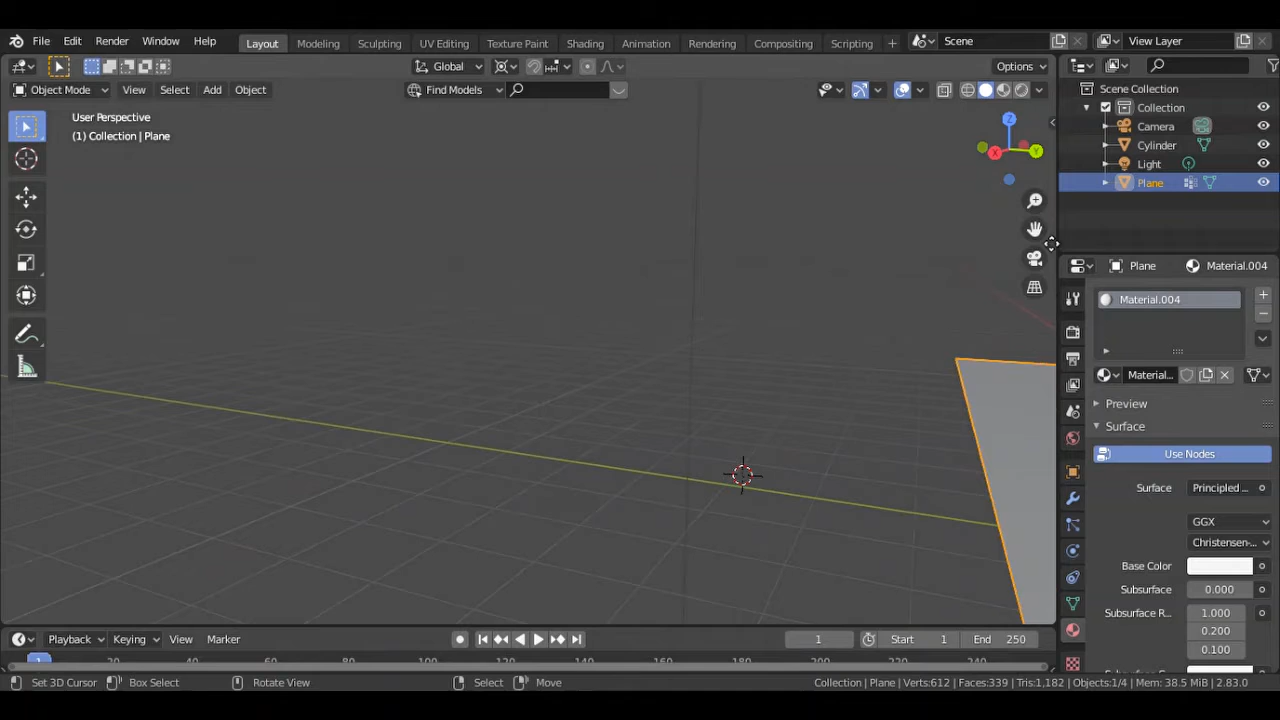 File Edit Render Window Help Layout Modeling Sculpting UV Editing Texture Paint Shading Animation Rendering Compositing Scripting + Scene View Layer
Global Options
Object Mode View Select Add Object Find Models
User Perspective
(1) Collection | Plane
Z
X
Y
Scene Collection
Collection
Camera
Cylinder
Light
Plane
Plane Material.004
Material.004
Materia...
Preview
Surface
Use Nodes
Surface Principled ...
GGX
Christensen-...
Base Color
Subsurface 0.000
Subsurface R... 1.000
0.200
0.100
Playback Keying View Marker 1 Start 1 End 250
1 20 40 60 80 100 120 140 160 180 200 220 240
Set 3D Cursor Box Select Rotate View Select Move Collection | Plane | Verts:612 | Faces:339 | Tris:1,182 | Objects:1/4 | Mem: 38.5 MiB | 2.83.0